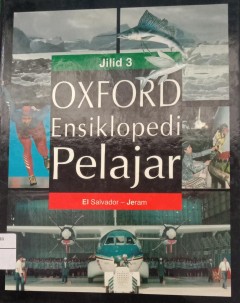 Jilid 3
OXFORD
Ensiklopedi
Pelajar
El Salvador – Jeram